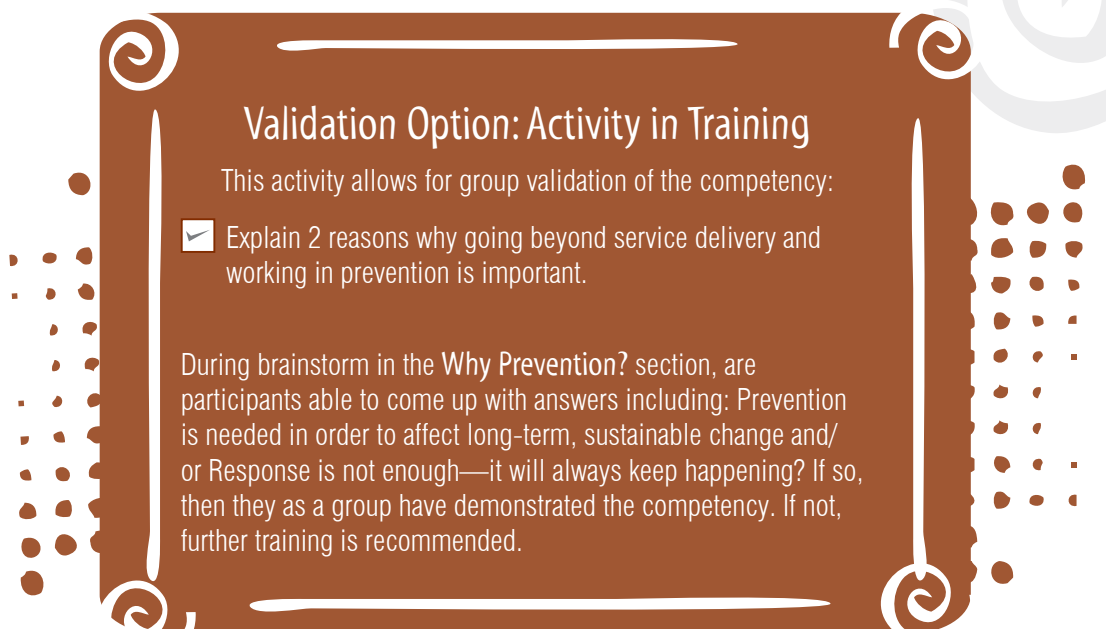 Validation Option: Activity in Training
This activity allows for group validation of the competency:
Explain 2 reasons why going beyond service delivery and
working in prevention is important.
During brainstorm in the Why Prevention? section, are
participants able to come up with answers including: Prevention
is needed in order to affect long-term, sustainable change and/
or Response is not enough—it will always keep happening? If so,
then they as a group have demonstrated the competency. If not,
further training is recommended.